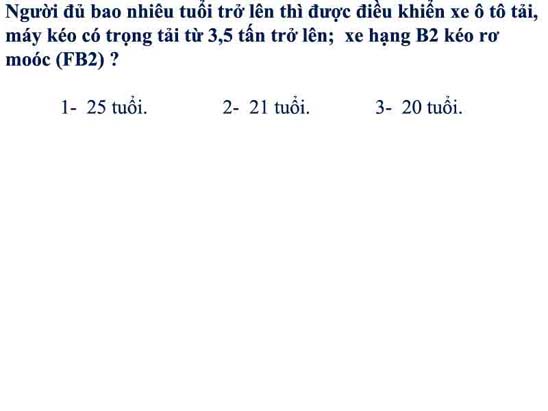 Người đủ bao nhiêu tuổi trở lên thì được điều khiển xe ô tô tải,
máy kéo có trọng tải từ 3,5 tấn trở lên; xe hạng B2 kéo rơ
moóc (FB2) ?
1- 25 tuổi. 2- 21 tuổi. 3- 20 tuổi.